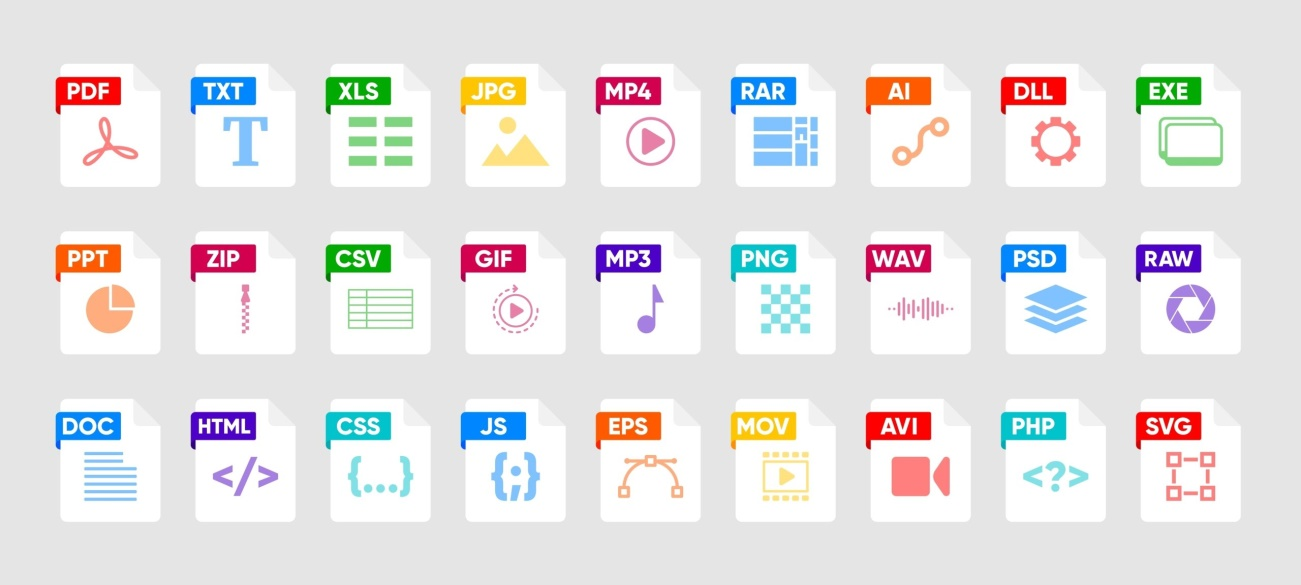 PDF TXT XLS JPG MP4 RAR AI DLL EXE
T
PPT ZIP CSV GIF MP3 PNG WAV PSD RAW
DOC HTML CSS JS EPS MOV AVI PHP SVG
</> {...} {;} <?>